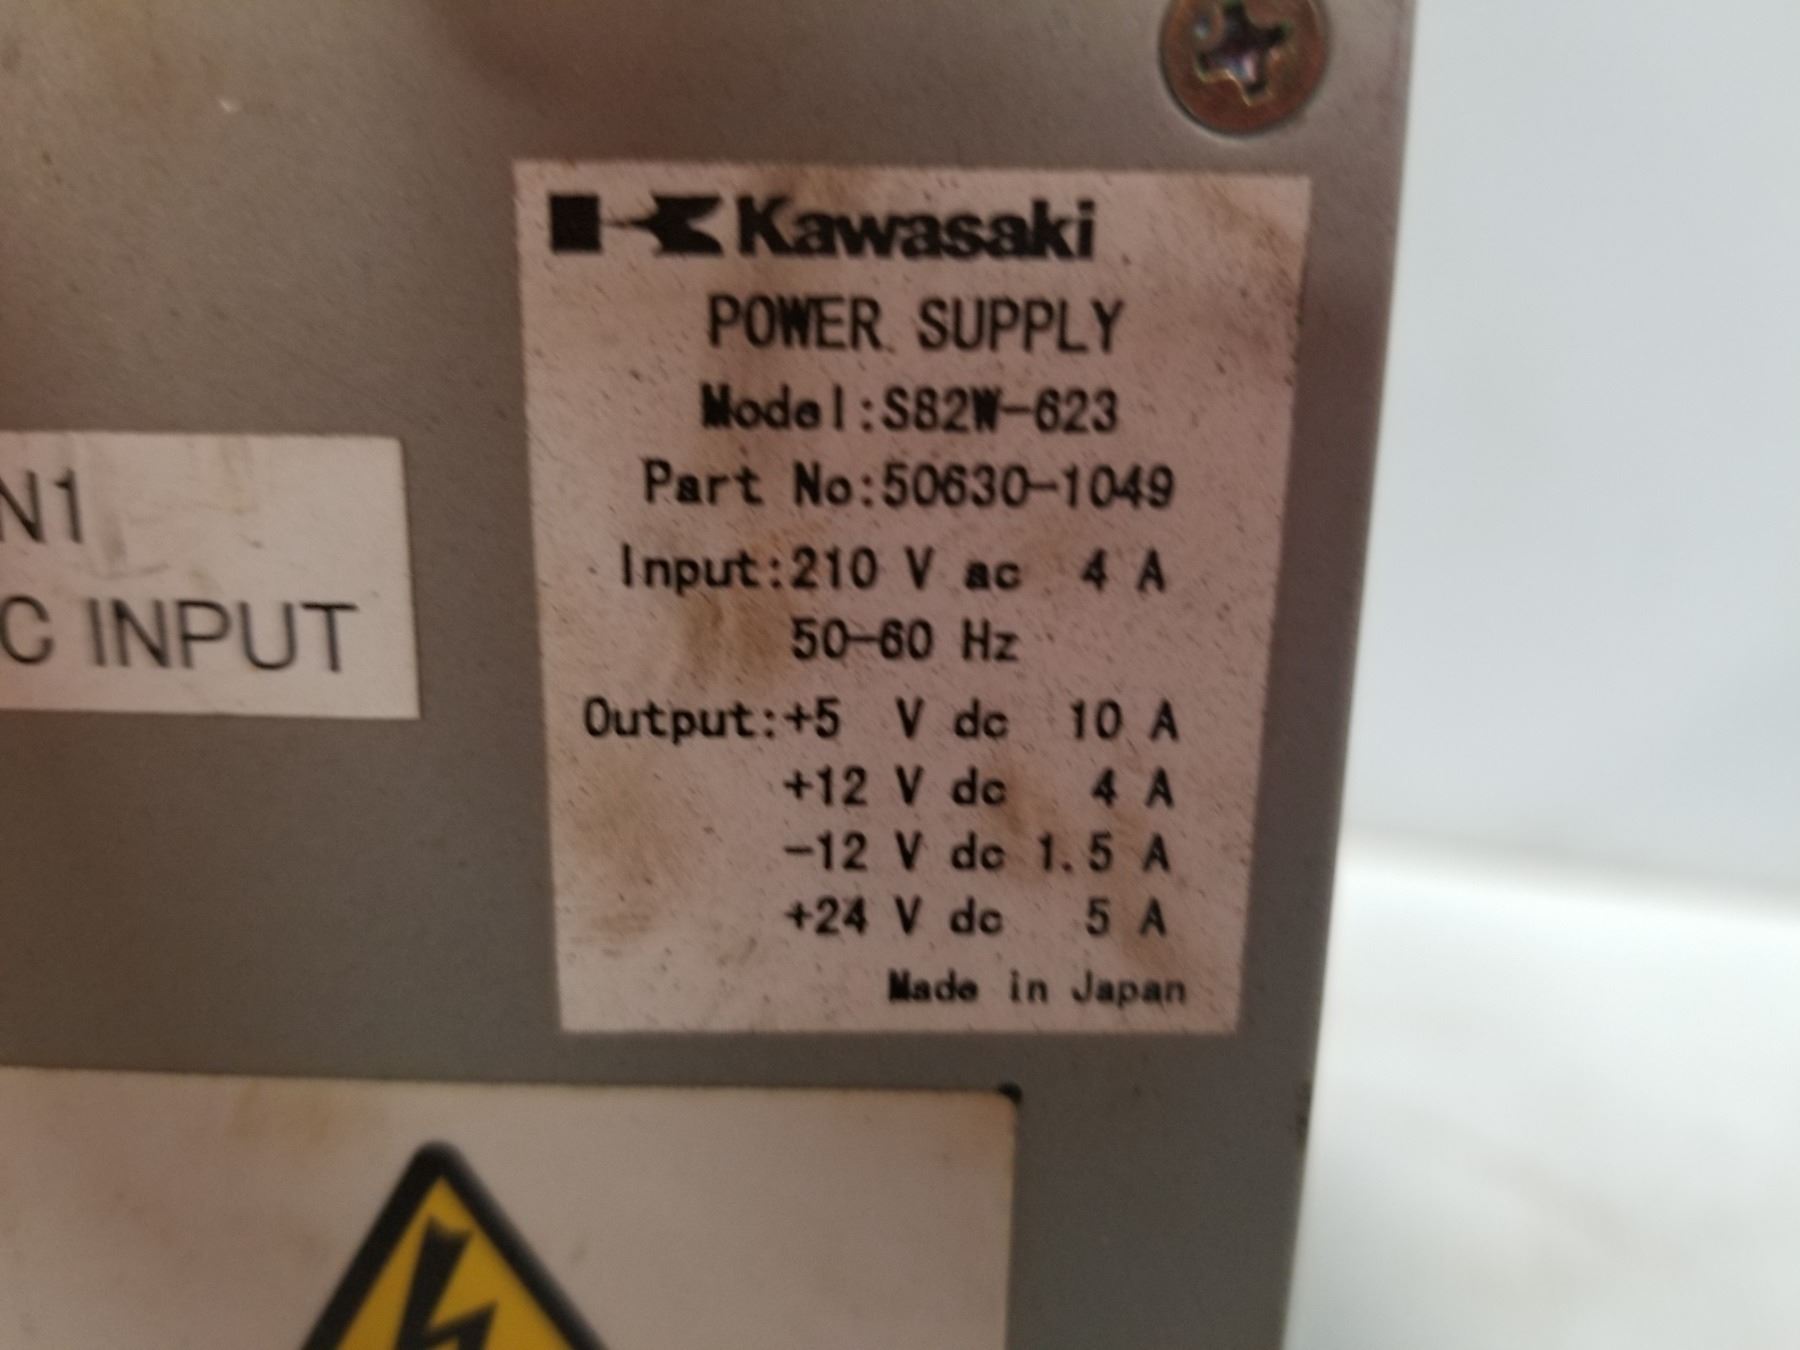 Kawasaki
POWER SUPPLY
Model:S82W-623
Part No:50630-1049
Input:210 V ac 4 A
50-60 Hz
Output:+5 V dc 10 A
+12 V dc 4 A
-12 V dc 1.5 A
+24 V dc 5 A
Made in Japan
N1
C INPUT